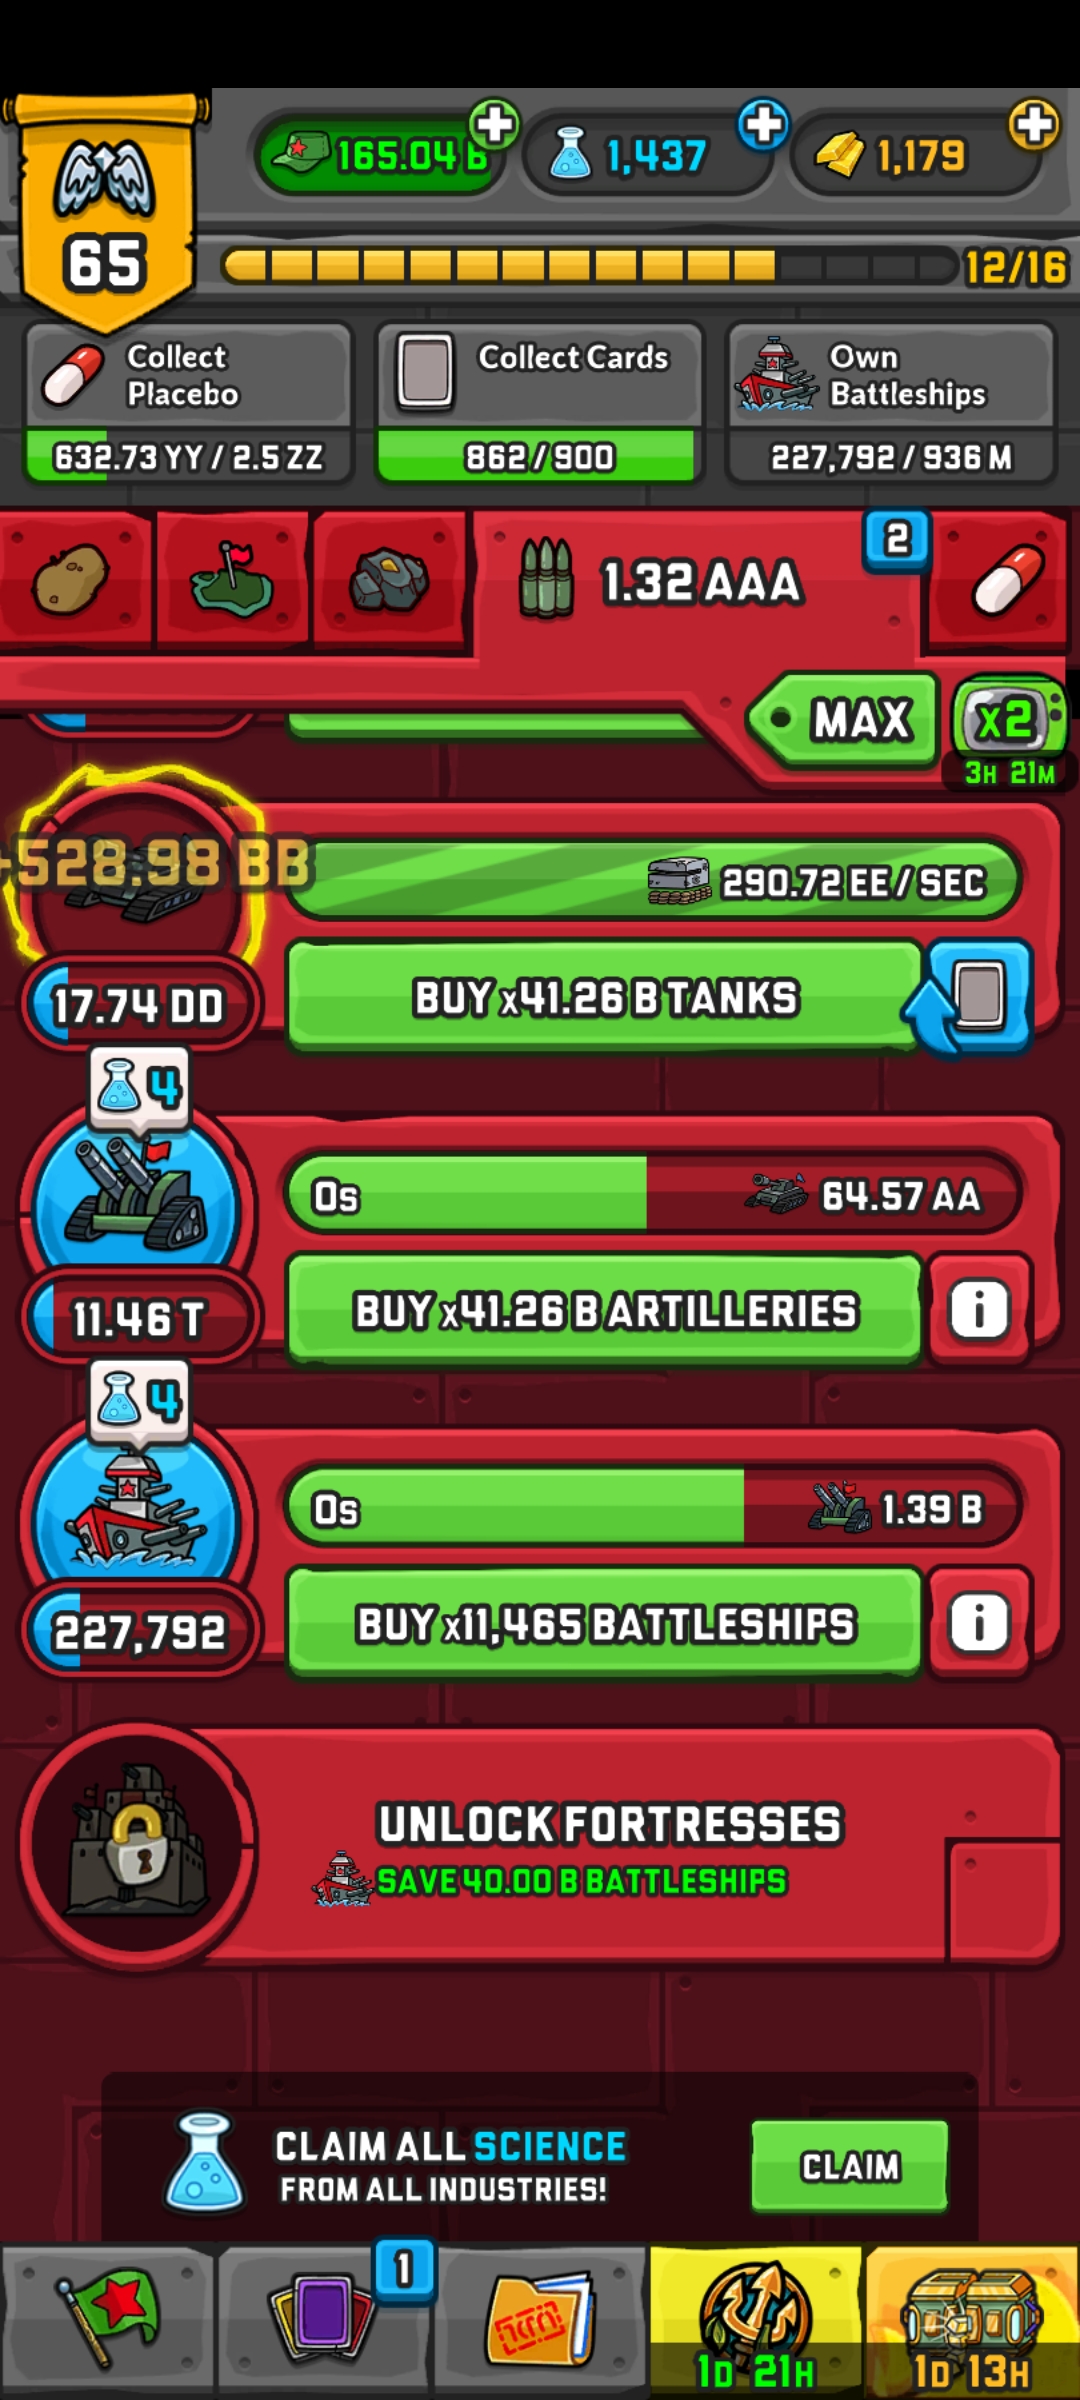 65
165.04 B
1,437
1,179
12/16
Collect
Placebo
632.73 YY / 2.5 ZZ
Collect Cards
862/900
Own
Battleships
227,792 / 936 M
1.32 AAA
2
MAX
x2
3H 21M
+528.98 BB
290.72 EE / SEC
17.74 DD
BUY x41.26 B TANKS
4
0s
64.57 AA
11.46 T
BUY x41.26 B ARTILLERIES
i
4
0s
1.39 B
227,792
BUY x11,465 BATTLESHIPS
i
UNLOCK FORTRESSES
SAVE 40.00 B BATTLESHIPS
CLAIM ALL SCIENCE
FROM ALL INDUSTRIES!
CLAIM
1
1D 21H
1D 13H